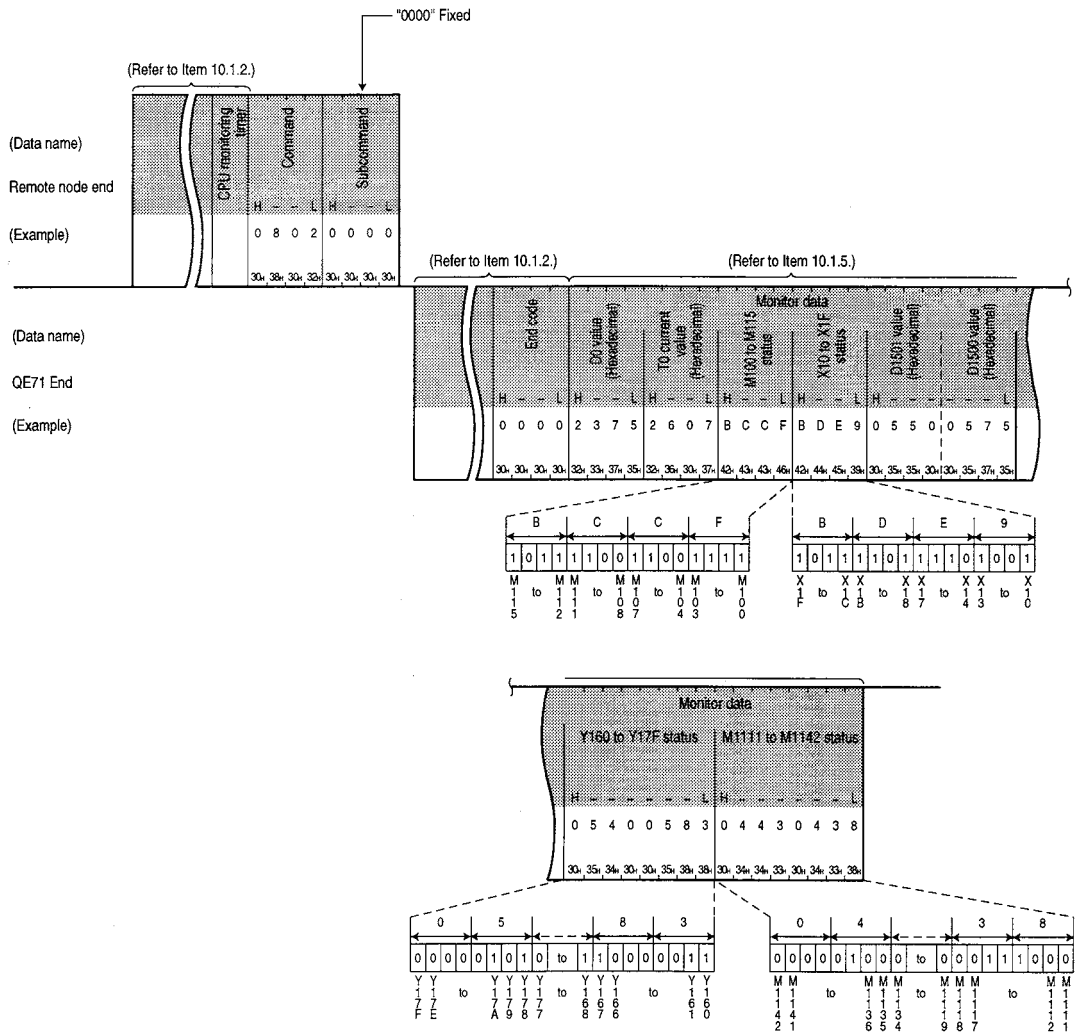 "0000" Fixed
(Refer to Item 10.1.2.)
(Data name)
Remote node end
(Example)
CPU monitoring timer
Command
Subcommand
H – – L H – – L
0 8 0 2 0 0 0 0
30H 38H 30H 32H 30H 30H 30H 30H
(Refer to Item 10.1.2.)
(Refer to Item 10.1.5.)
(Data name)
QE71 End
(Example)
Monitor data
End code
D0 value (Hexadecimal)
T0 current value (Hexadecimal)
M100 to M115 status
X10 to X1F status
D1501 value (Hexadecimal)
D1500 value (Hexadecimal)
H – – L H – – L H – – L H – – L H – – L H – – – – – – L
0 0 0 0 2 3 7 5 2 6 0 7 B C C F B D E 9 0 5 5 0 0 5 7 5
30H 30H 30H 30H 32H 33H 37H 35H 32H 36H 30H 37H 42H 43H 43H 46H 42H 44H 45H 39H 30H 35H 35H 30H 30H 35H 37H 35H
B C C F
1 0 1 1 1 1 0 0 1 1 0 0 1 1 1 1
M115 to M112 M111 to M108 M107 to M104 M103 to M100
B D E 9
1 0 1 1 1 1 0 1 1 1 1 0 1 0 0 1
X1F to X1C X1B to X18 X17 to X14 X13 to X10
Monitor data
Y160 to Y17F status
M1111 to M1142 status
H – – – – – – L H – – – – – – L
0 5 4 0 0 5 8 3 0 4 4 3 0 4 3 8
30H 35H 34H 30H 30H 35H 38H 38H 30H 34H 34H 33H 30H 34H 33H 38H
0 5 8 3
0 0 0 0 0 1 0 1 0 to 1 1 0 0 0 0 0 1 1
Y17F Y17E to Y17A Y179 Y178 Y177 to Y168 Y167 Y166 to Y161 Y160
0 4 3 8
0 0 0 0 0 1 0 0 0 to 0 0 0 1 1 1 0 0 0
M1142 M1141 to M1136 M1135 M1134 to M1119 M1118 M1117 to M1112 M1111